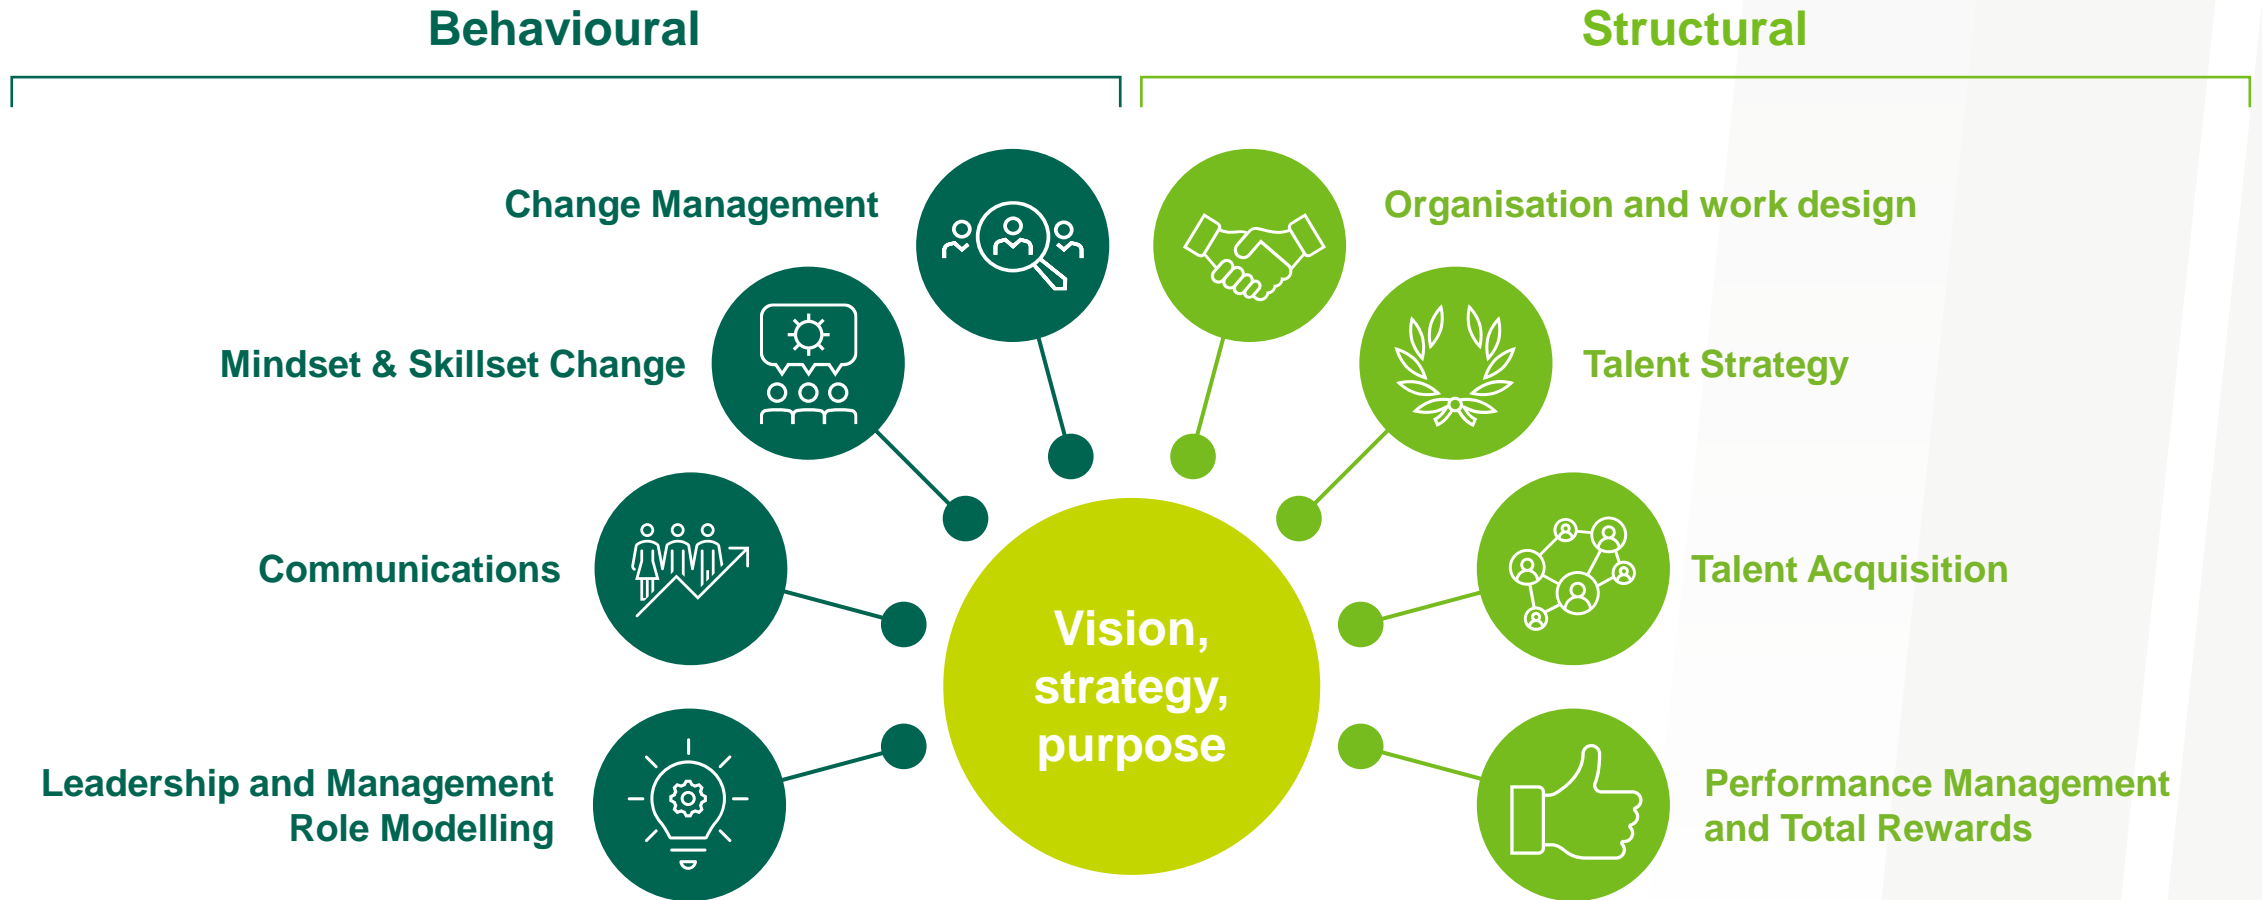 Behavioural
Structural
Change Management
Organisation and work design
Mindset & Skillset Change
Talent Strategy
Communications
Talent Acquisition
Vision,
strategy,
purpose
Leadership and Management
Role Modelling
Performance Management
and Total Rewards